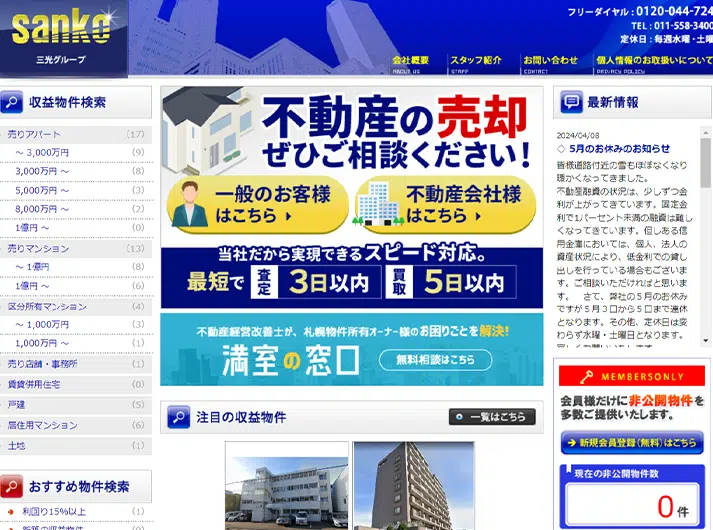 sanko
三光グループ
フリーダイヤル : 0120-044-724
TEL : 011-558-3400
定休日 : 毎週水曜・土曜
会社概要
ABOUT US
スタッフ紹介
STAFF
お問い合わせ
CONTACT
個人情報のお取扱いについて
PRIVACY POLICY
収益物件検索
売りアパート (17)
～ 3,000万円 (9)
3,000万円 ～ (8)
5,000万円 ～ (3)
8,000万円 ～ (2)
1億円 ～ (0)
売りマンション (13)
～ 1億円 (8)
1億円 ～ (6)
区分所有マンション (4)
～ 1,000万円 (3)
1,000万円 ～ (1)
売り店舗・事務所 (1)
賃貸併用住宅 (0)
戸建 (5)
居住用マンション (6)
土地 (1)
おすすめ物件検索
利回り15%以上 (1)
不動産の売却
ぜひご相談ください！
一般のお客様
はこちら
不動産会社様
はこちら
当社だから実現できるスピード対応。
最短で 査定 3日以内 買取 5日以内
不動産経営改善士が、札幌物件所有オーナー様のお困りごとを解決！
満室の窓口
無料相談はこちら
注目の収益物件
一覧はこちら
最新情報
2024/04/08
◇ 5月のお休みのお知らせ
皆様道路付近の雪もほぼなくなり
暖かくなってきました。
不動産融資の状況は、少しずつ金
利が上がってきています。固定金
利で1パーセント未満の融資は難し
くなってきています。但しある信
用金庫においては、個人、法人の
資産状況により、低金利での貸し
出しを行っている場合もございま
す。ご相談いただければと思いま
す。 さて、弊社の５月のお休み
ですが５月３日から５日まで連休
となります。その他、定休日は変
わらず水曜・土曜日となります。
MEMBERSONLY
会員様だけに非公開物件を
多数ご提供いたします。
新規会員登録(無料)はこちら
現在の非公開物件数
0 件